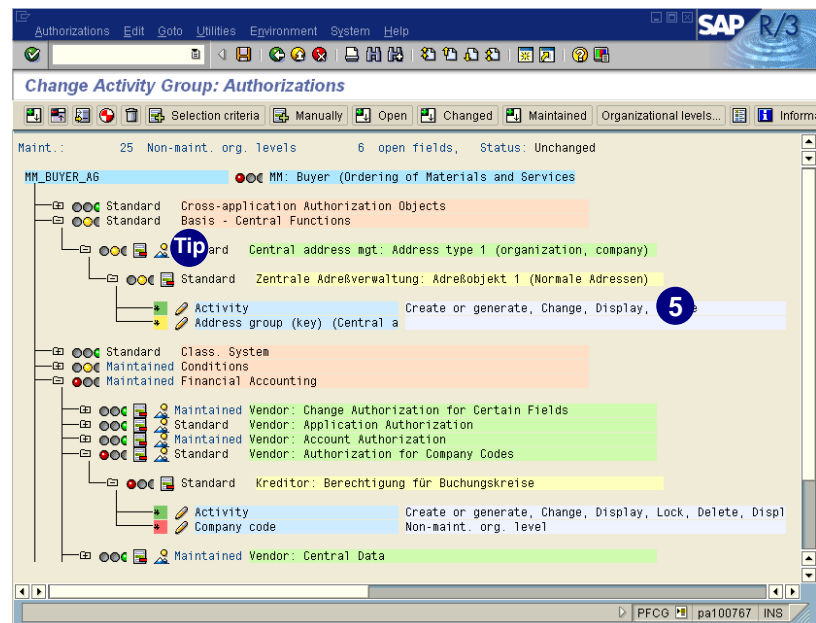 Authorizations Edit Goto Utilities Environment System Help
SAP R/3
Change Activity Group: Authorizations
Selection criteria Manually Open Changed Maintained Organizational levels... Inform
Maint.: 25 Non-maint. org. levels 6 open fields, Status: Unchanged
MM_BUYER_AG MM: Buyer (Ordering of Materials and Services
Standard Cross-application Authorization Objects
Standard Basis - Central Functions
Tip ard Central address mgt: Address type 1 (organization, company)
Standard Zentrale Adreßverwaltung: Adreßobjekt 1 (Normale Adressen)
* Activity Create or generate, Change, Display, 5 e
* Address group (key) (Central a
Standard Class. System
Maintained Conditions
Maintained Financial Accounting
Maintained Vendor: Change Authorization for Certain Fields
Standard Vendor: Application Authorization
Maintained Vendor: Account Authorization
Standard Vendor: Authorization for Company Codes
Standard Kreditor: Berechtigung für Buchungskreise
* Activity Create or generate, Change, Display, Lock, Delete, Displ
* Company code Non-maint. org. level
Maintained Vendor: Central Data
PFCG pa100767 INS